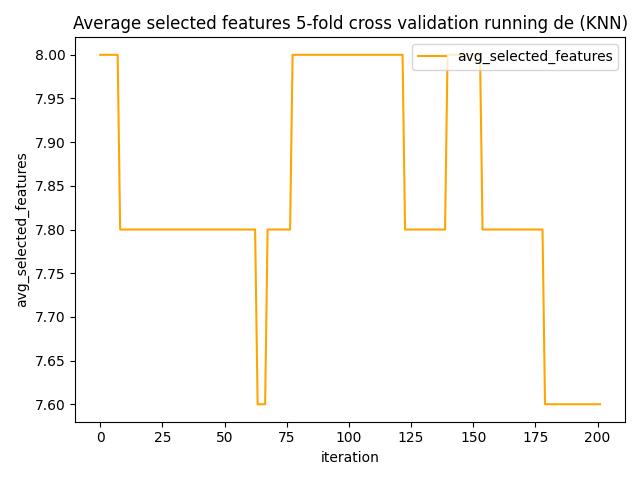 Average selected features 5-fold cross validation running de (KNN)
avg_selected_features
8.00
7.95
7.90
7.85
7.80
7.75
7.70
7.65
7.60
avg_selected_features
0 25 50 75 100 125 150 175 200
iteration